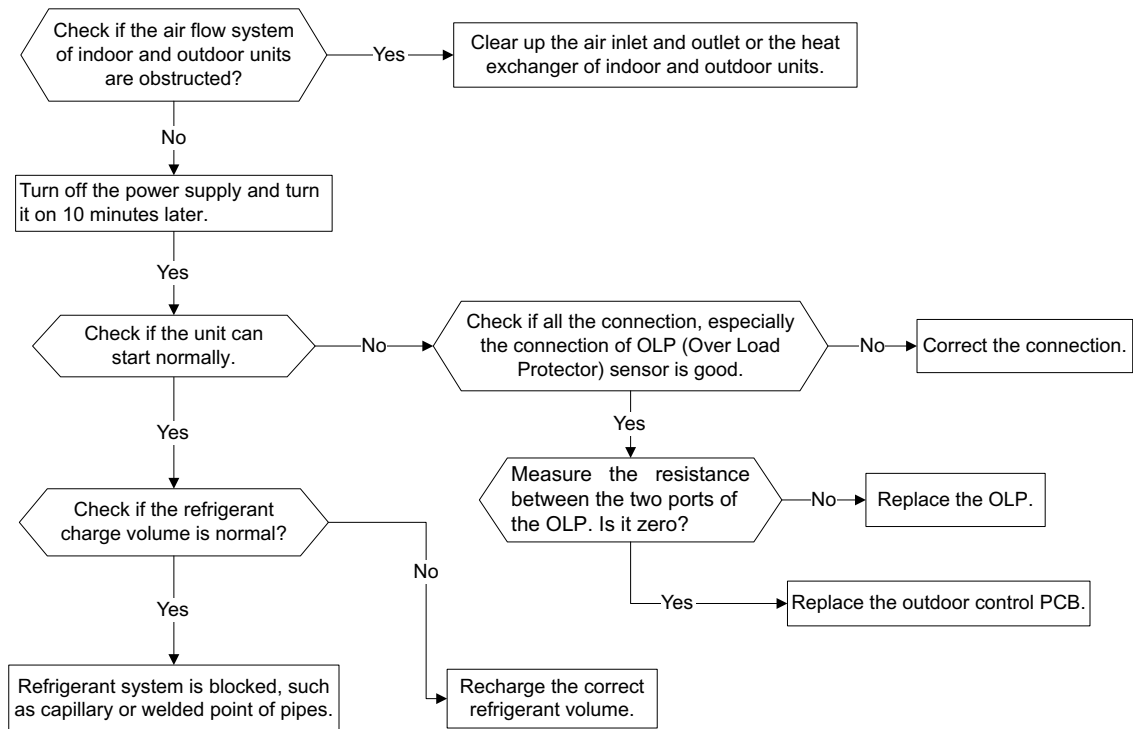 Check if the air flow system
of indoor and outdoor units
are obstructed?
Yes
Clear up the air inlet and outlet or the heat
exchanger of indoor and outdoor units.
No
Turn off the power supply and turn
it on 10 minutes later.
Yes
Check if the unit can
start normally.
No
Check if all the connection, especially
the connection of OLP (Over Load
Protector) sensor is good.
No
Correct the connection.
Yes
Yes
Measure the resistance
between the two ports of
the OLP. Is it zero?
No
Replace the OLP.
Check if the refrigerant
charge volume is normal?
No
Yes
Replace the outdoor control PCB.
Yes
Refrigerant system is blocked, such
as capillary or welded point of pipes.
Recharge the correct
refrigerant volume.